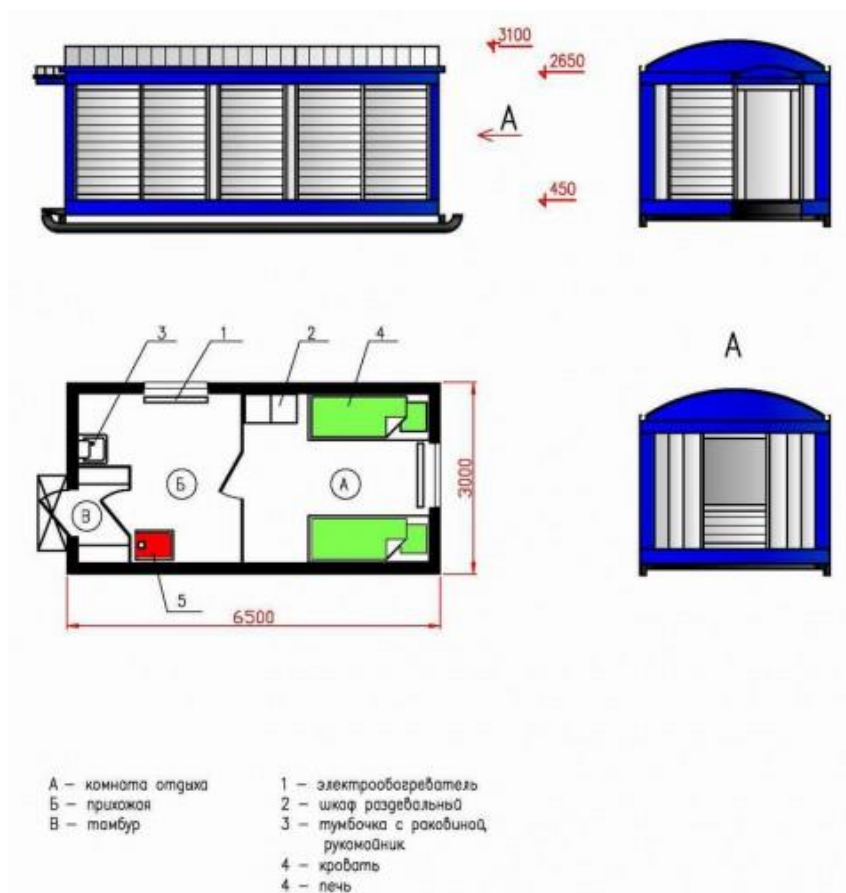 3100
2650
А
450
3
1
2
4
А
Б
А
В
3000
5
6500
А – комната отдыха
Б – прихожая
В – тамбур
1 – электрообогреватель
2 – шкаф раздевальный
3 – тумбочка с раковиной,
рукомойник
4 – кровать
4 – печь